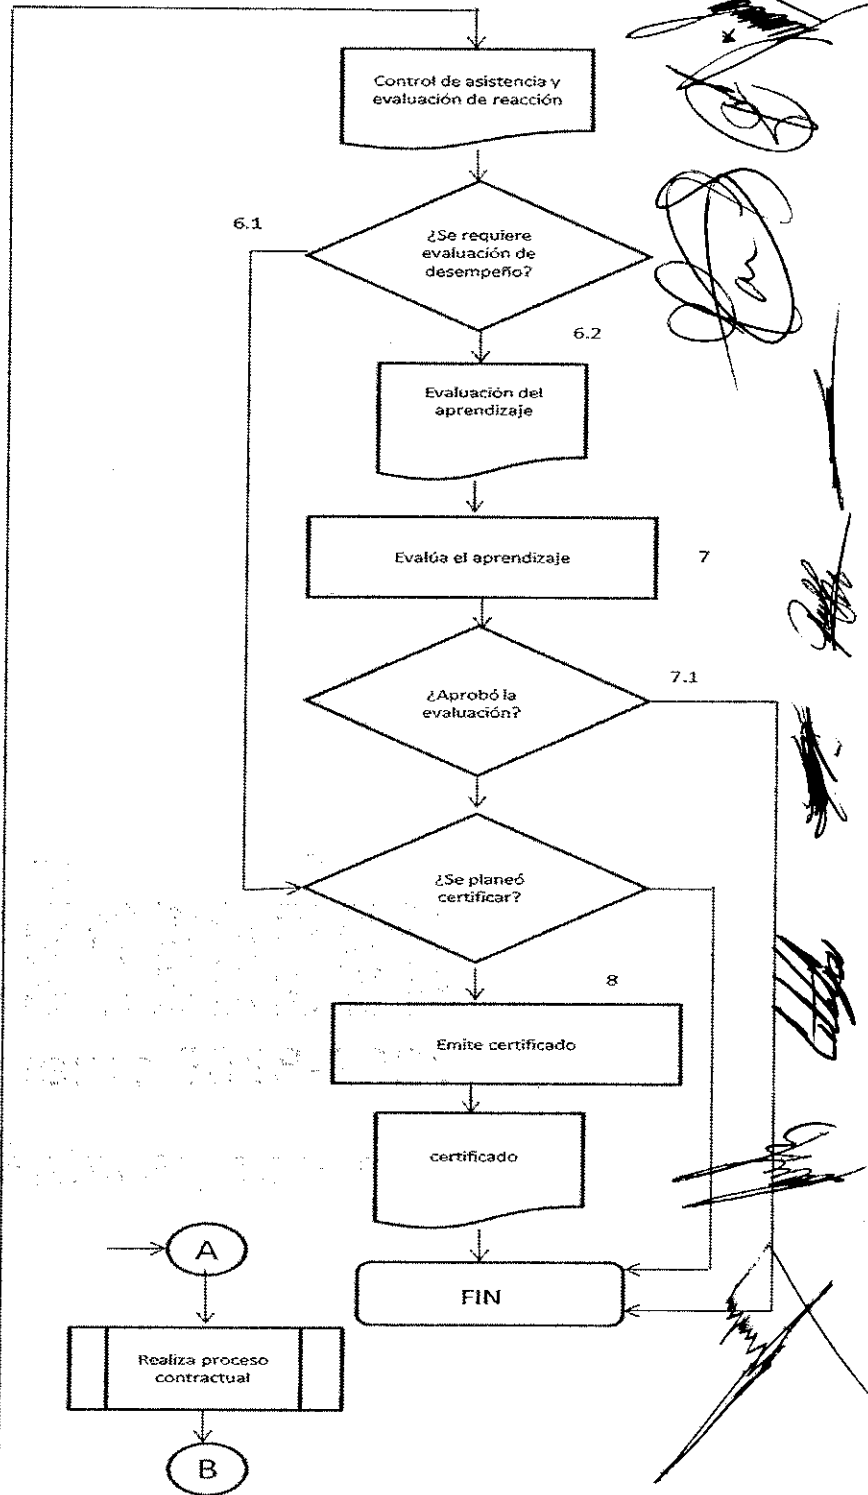 Control de asistencia y
evaluación de reacción
6.1
¿Se requiere
evaluación de
desempeño?
6.2
Evaluación del
aprendizaje
Evalúa el aprendizaje
7
¿Aprobó la
evaluación?
7.1
¿Se planeó
certificar?
8
Emite certificado
certificado
A
FIN
Realiza proceso
contractual
B